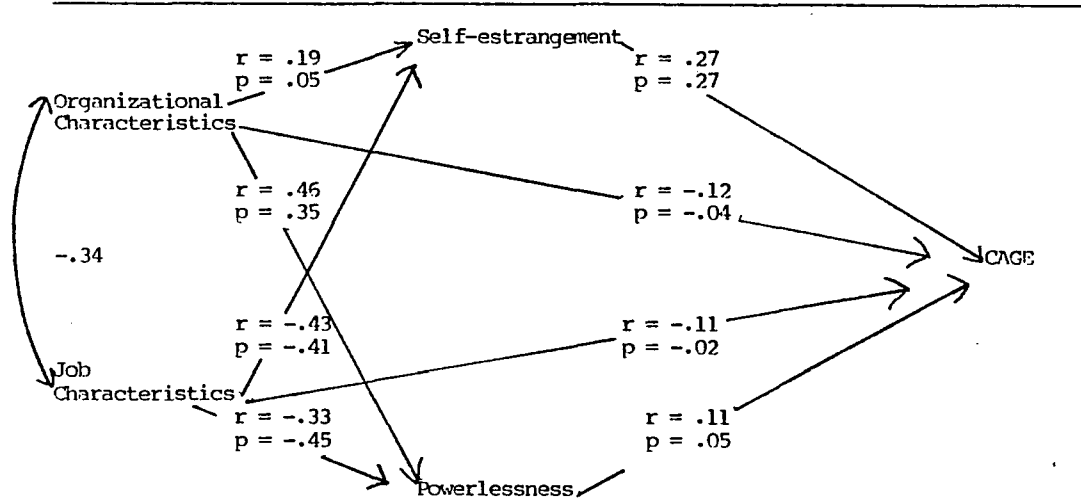 Self-estrangement
r = .19
p = .05
r = .27
p = .27
Organizational
Characteristics
r = .46
p = .35
r = -.12
p = -.04
-.34
CAGE
r = -.43
p = -.41
r = -.11
p = -.02
Job
Characteristics
r = -.33
p = -.45
r = .11
p = .05
Powerlessness